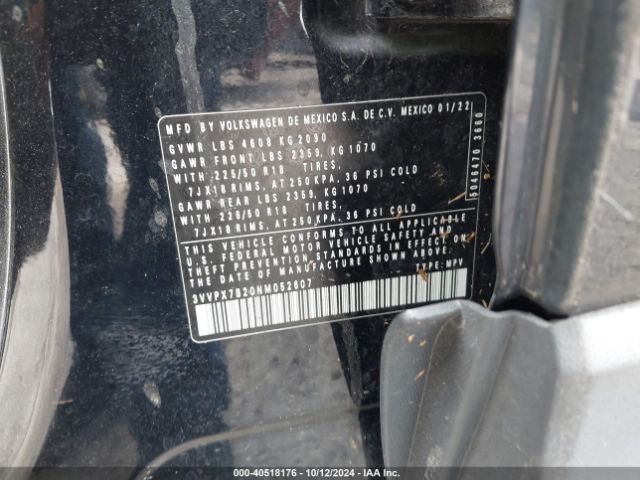 MFD BY VOLKSWAGEN DE MEXICO S.A. DE C.V. MEXICO 01/22
GVWR LBS 4608 KG 2090
GAWR FRONT LBS 2359, KG 1070
WITH 225/50 R18 TIRES,
7JX18 RIMS, AT 250 KPA, 36 PSI COLD
GAWR REAR LBS 2359, KG 1070
WITH 225/50 R18 TIRES,
7JX18 RIMS, AT 250 KPA, 36 PSI COLD
THIS VEHICLE CONFORMS TO ALL APPLICABLE
U.S. FEDERAL MOTOR VEHICLE SAFETY AND
THEFT PREVENTION STANDARDS IN EFFECT ON
THE DATE OF MANUFACTURE
3VVPX7B20NM052607 TYPE: MPV
5046470 3660
000-40518176 - 10/12/2024 - IAA Inc.